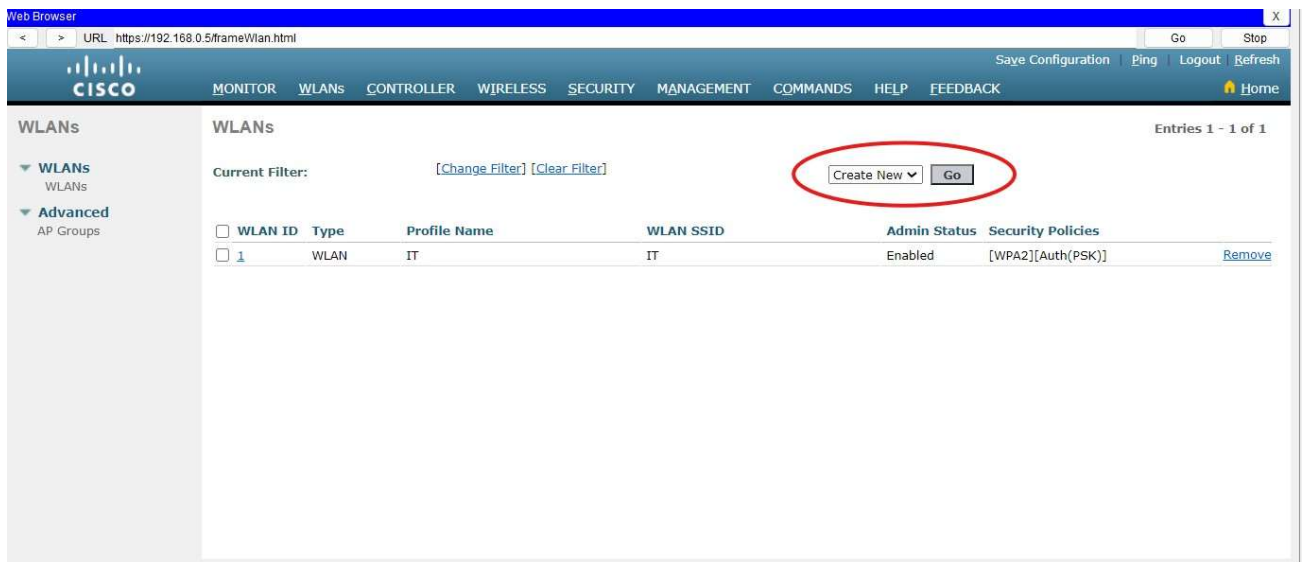 Web Browser X
< > URL https://192.168.0.5/frameWlan.html Go Stop
Save Configuration | Ping | Logout | Refresh
CISCO MONITOR WLANs CONTROLLER WIRELESS SECURITY MANAGEMENT COMMANDS HELP FEEDBACK Home
WLANs
WLANs
WLANs
Advanced
AP Groups
WLANs Entries 1 - 1 of 1
Current Filter: [Change Filter] [Clear Filter] Create New Go
WLAN ID Type Profile Name WLAN SSID Admin Status Security Policies
1 WLAN IT IT Enabled [WPA2][Auth(PSK)] Remove